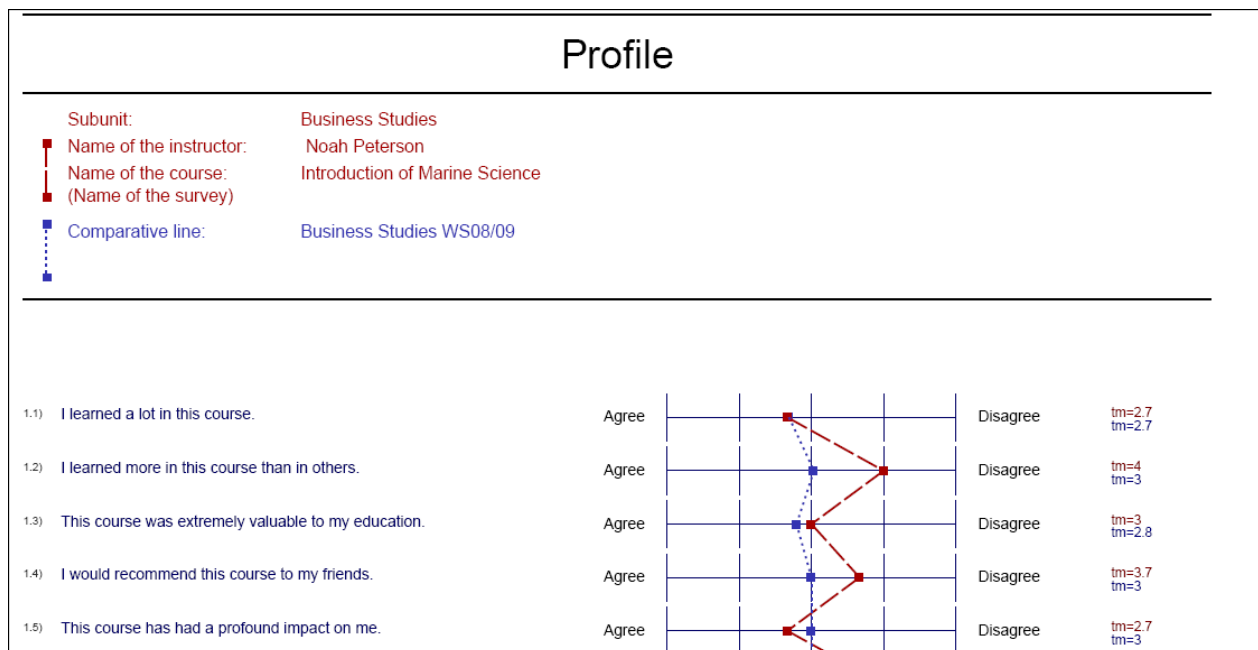 Profile
Subunit: Business Studies
Name of the instructor: Noah Peterson
Name of the course: Introduction of Marine Science
(Name of the survey)
Comparative line: Business Studies WS08/09
1.1) I learned a lot in this course. Agree Disagree tm=2.7
tm=2.7
1.2) I learned more in this course than in others. Agree Disagree tm=4
tm=3
1.3) This course was extremely valuable to my education. Agree Disagree tm=3
tm=2.8
1.4) I would recommend this course to my friends. Agree Disagree tm=3.7
tm=3
1.5) This course has had a profound impact on me. Agree Disagree tm=2.7
tm=3